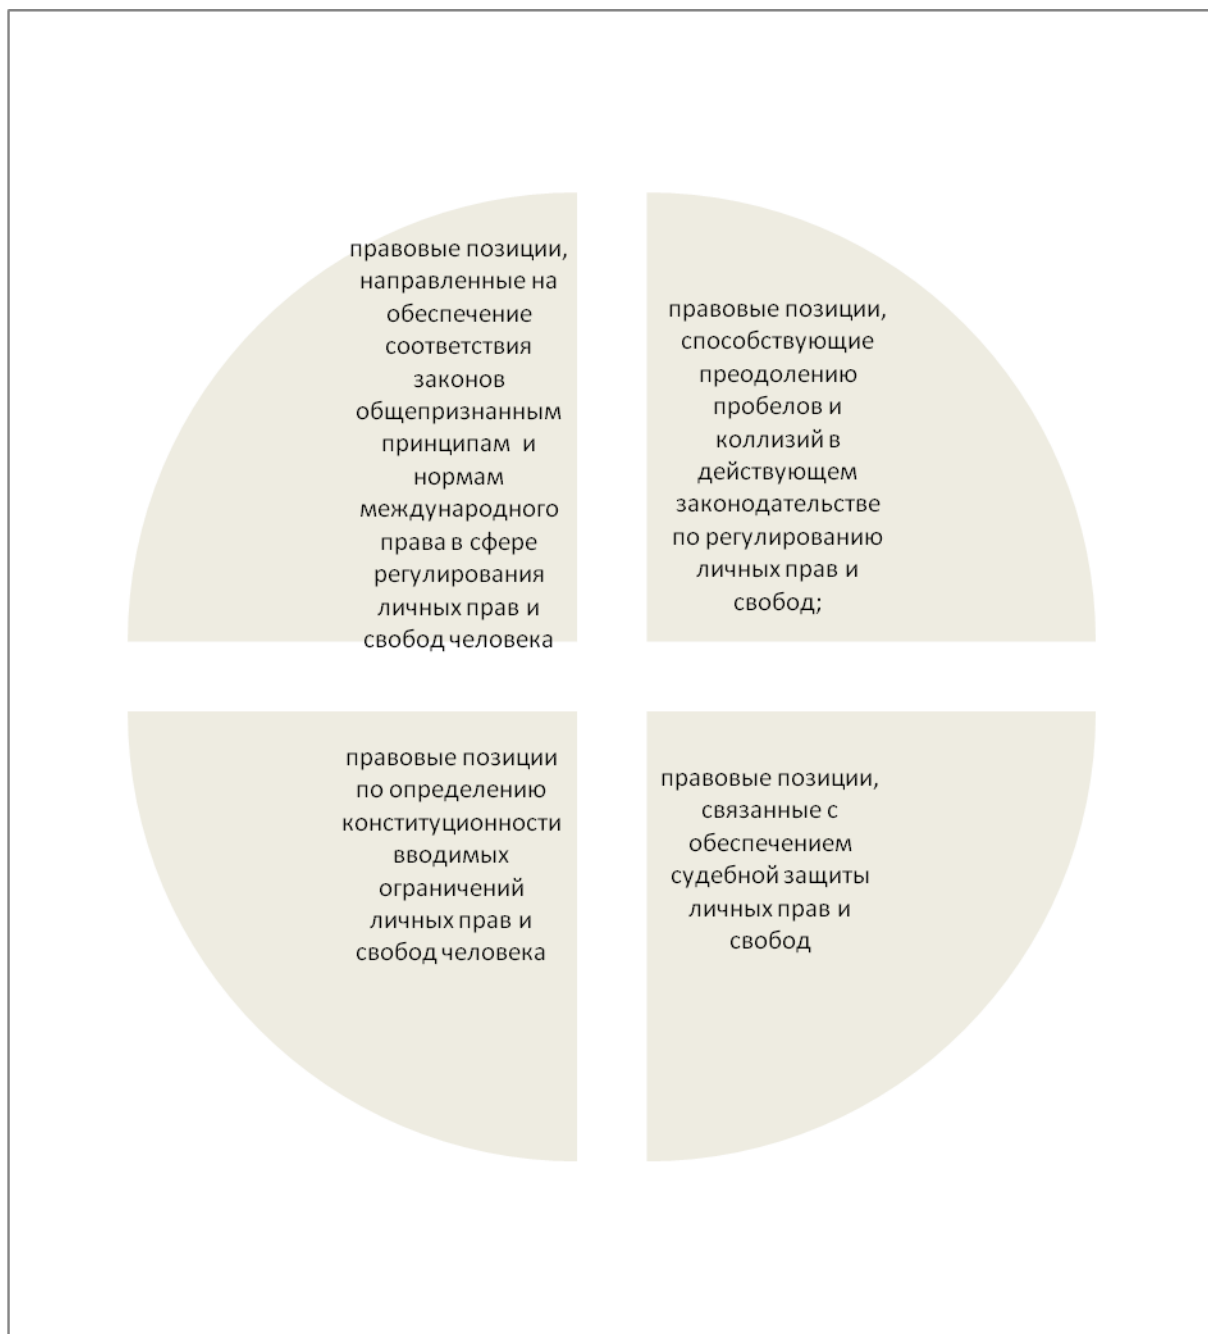 правовые позиции,
направленные на
обеспечение
соответствия
законов
общепризнанным
принципам и
нормам
международного
права в сфере
регулирования
личных прав и
свобод человека
правовые позиции,
способствующие
преодолению
пробелов и
коллизий в
действующем
законодательстве
по регулированию
личных прав и
свобод;
правовые позиции
по определению
конституционности
вводимых
ограничений
личных прав и
свобод человека
правовые позиции,
связанные с
обеспечением
судебной защиты
личных прав и
свобод